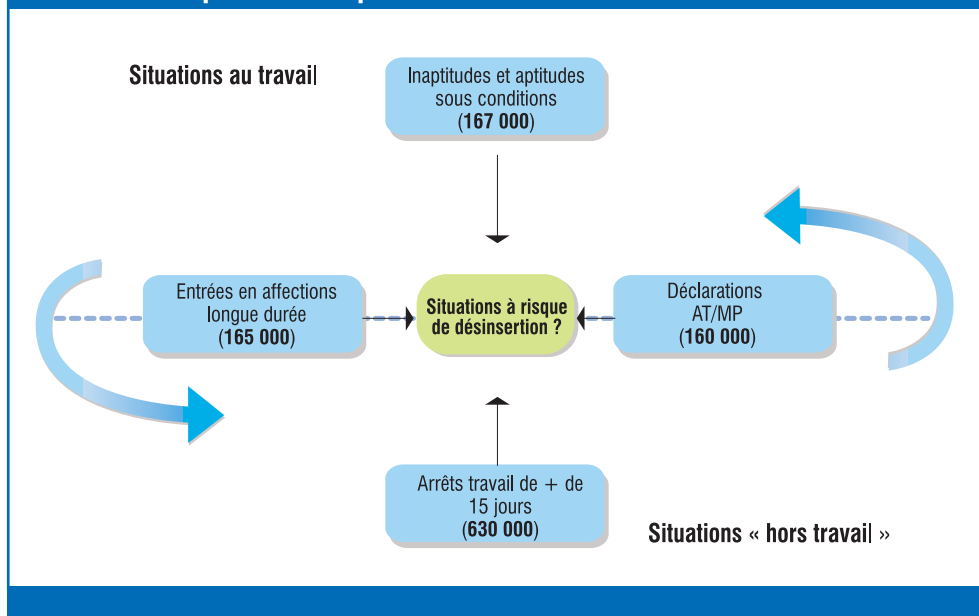 Situations au travail
Inaptitudes et aptitudes
sous conditions
(167 000)
Entrées en affections
longue durée
(165 000)
Situations à risque
de désinsertion ?
Déclarations
AT/MP
(160 000)
Arrêts travail de + de
15 jours
(630 000)
Situations « hors travail »